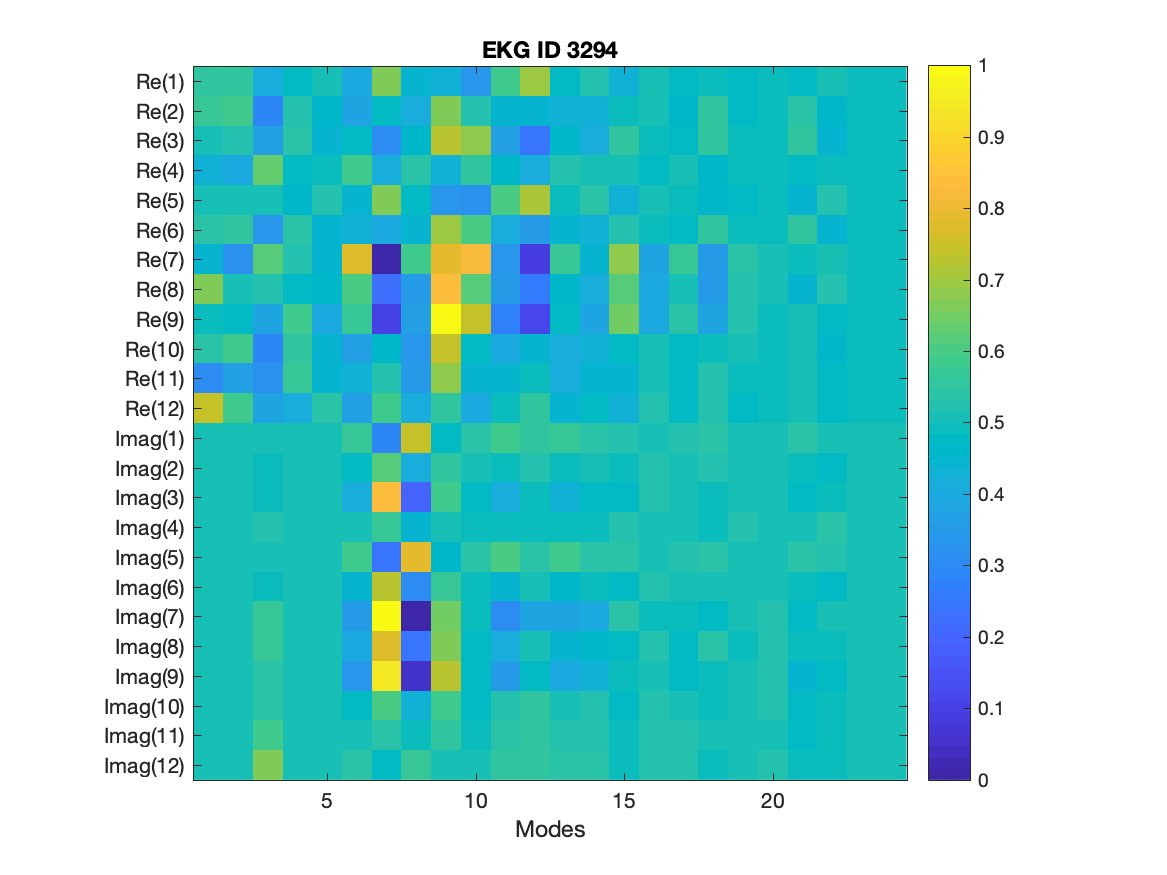 EKG ID 3294
Re(1)
Re(2)
Re(3)
Re(4)
Re(5)
Re(6)
Re(7)
Re(8)
Re(9)
Re(10)
Re(11)
Re(12)
Imag(1)
Imag(2)
Imag(3)
Imag(4)
Imag(5)
Imag(6)
Imag(7)
Imag(8)
Imag(9)
Imag(10)
Imag(11)
Imag(12)
5 10 15 20
Modes
1
0.9
0.8
0.7
0.6
0.5
0.4
0.3
0.2
0.1
0